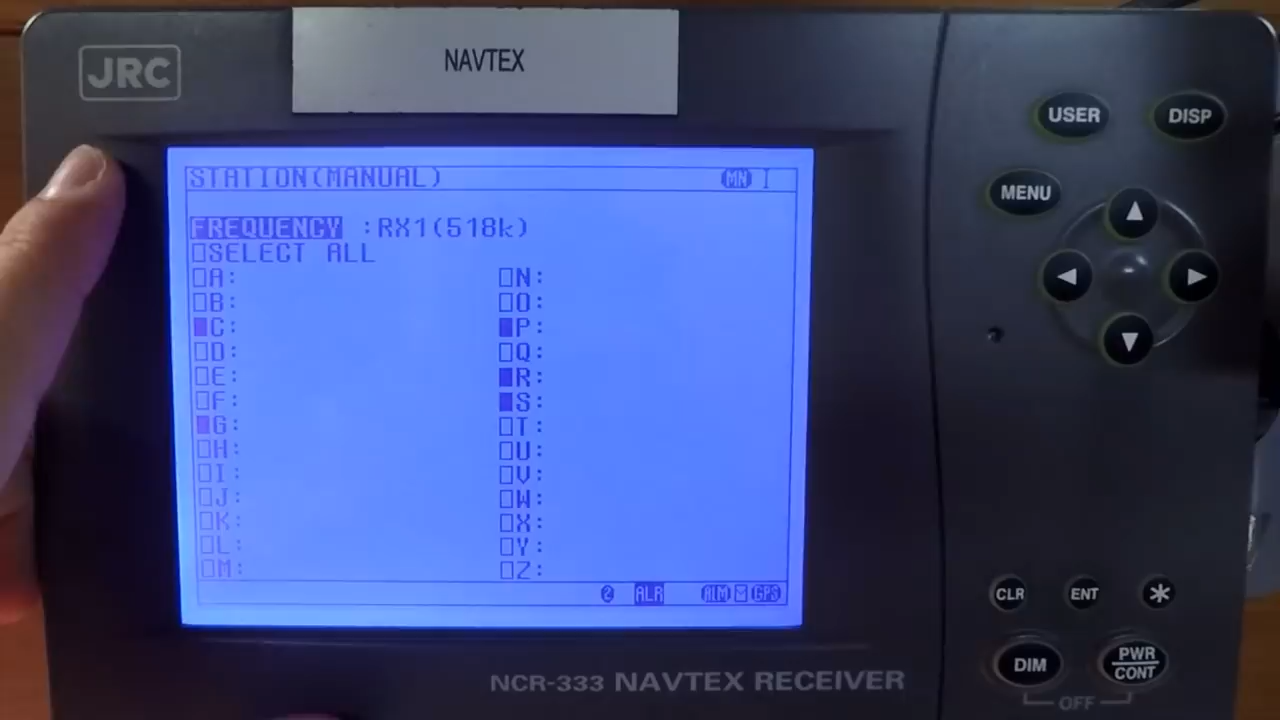 JRC
NAVTEX
STATION(MANUAL) MN I
FREQUENCY :RX1(518k)
SELECT ALL
A: N:
B: O:
C: P:
D: Q:
E: R:
F: S:
G: T:
H: U:
I: V:
J: W:
K: X:
L: Y:
M: Z:
2 ALR ALM GPS
NCR-333 NAVTEX RECEIVER
USER DISP
MENU
CLR ENT *
DIM PWR
CONT
OFF